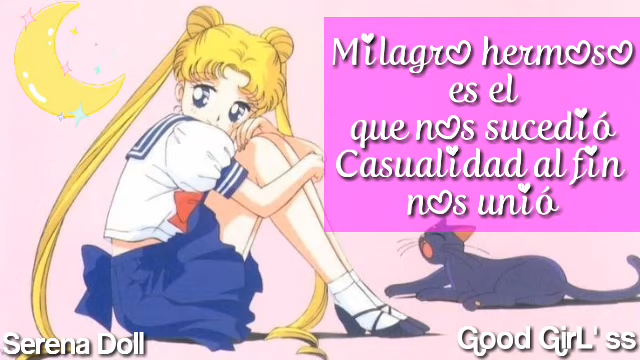 Milagro hermoso
es el
que nos sucedió
Casualidad al fin
nos unió
Serena Doll
Good GirL' ss